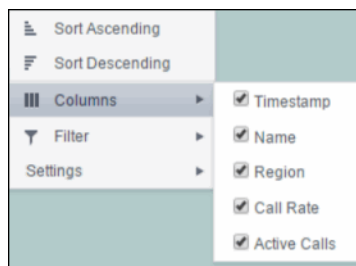 Sort Ascending
Sort Descending
Columns
Filter
Settings
Timestamp
Name
Region
Call Rate
Active Calls